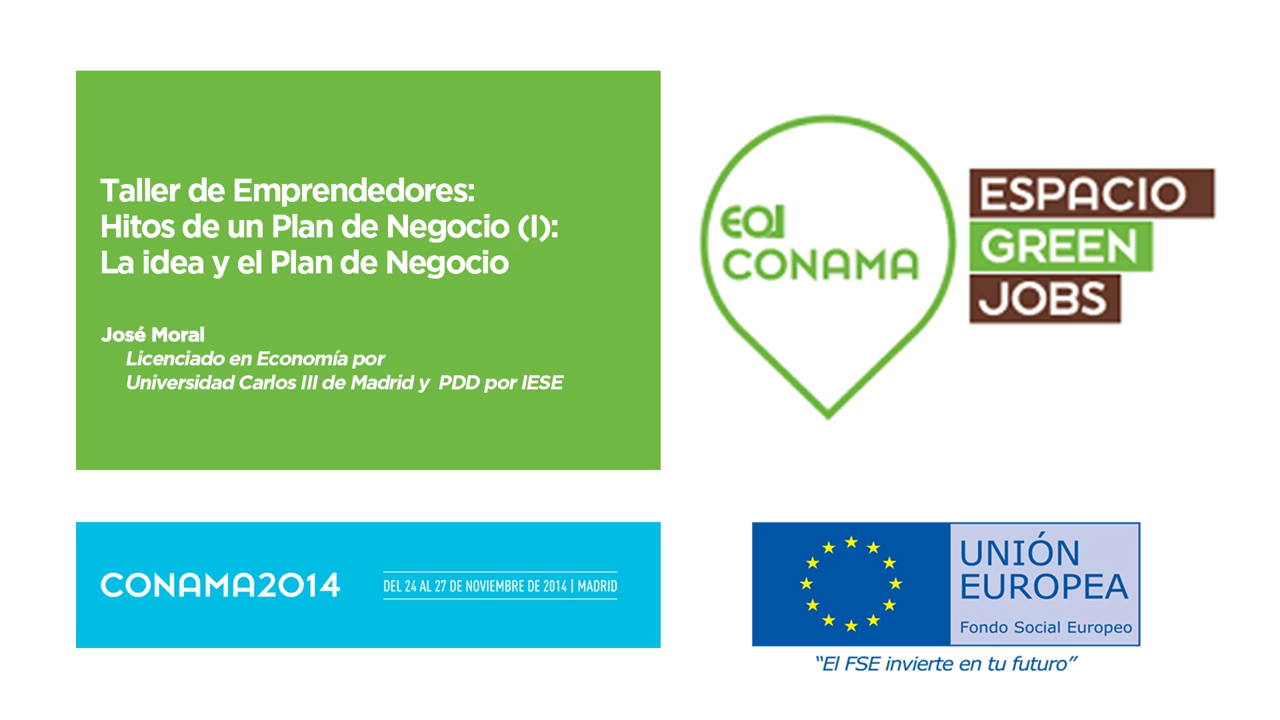 Taller de Emprendedores:
Hitos de un Plan de Negocio (I):
La idea y el Plan de Negocio
José Moral
Licenciado en Economía por
Universidad Carlos III de Madrid y PDD por IESE
EOI
CONAMA
ESPACIO
GREEN
JOBS
CONAMA2014
DEL 24 AL 27 DE NOVIEMBRE DE 2014 | MADRID
UNIÓN
EUROPEA
Fondo Social Europeo
“El FSE invierte en tu futuro”